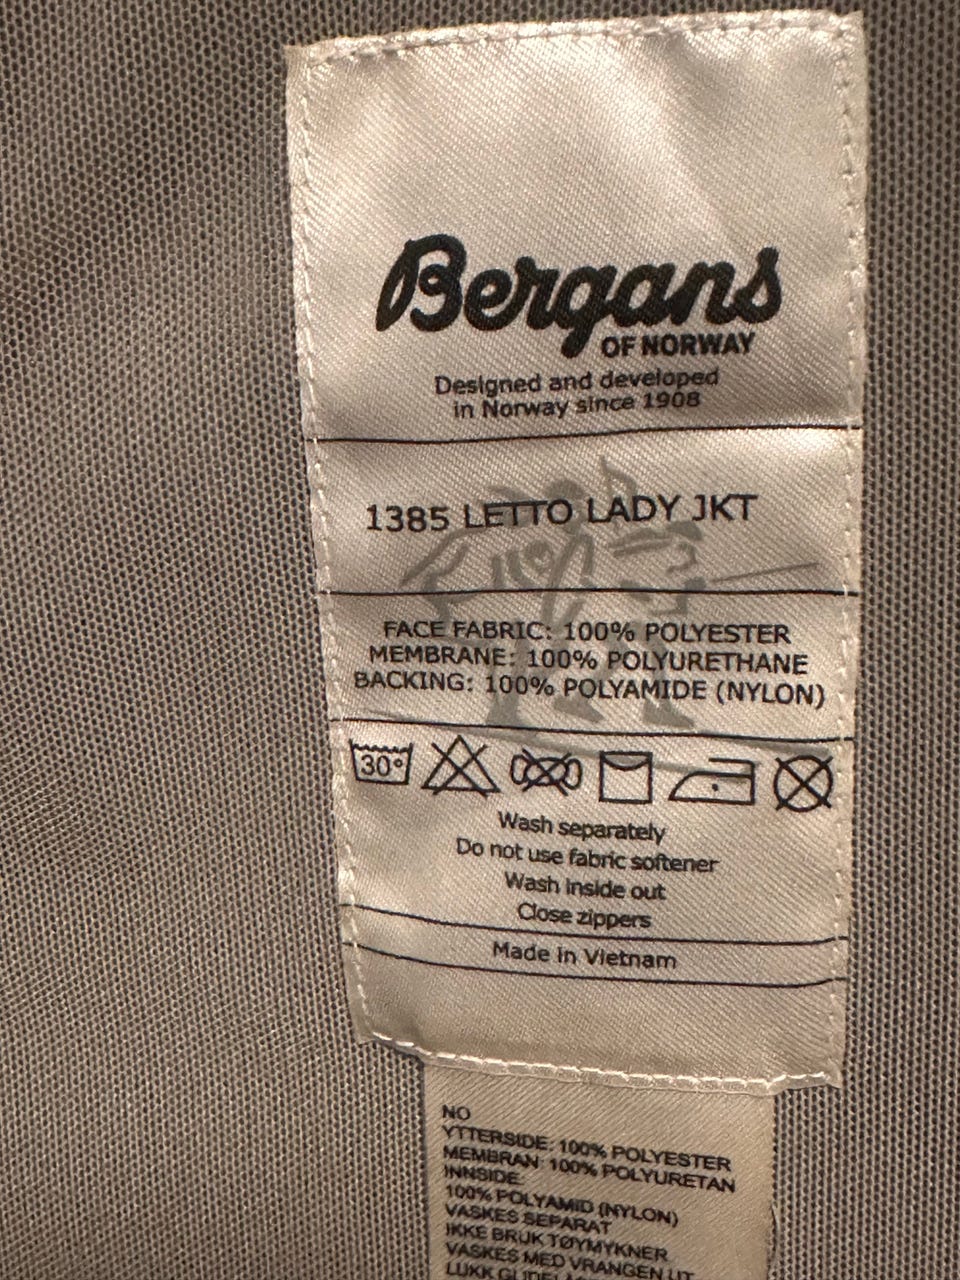 Bergans
OF NORWAY
Designed and developed
in Norway since 1908
1385 LETTO LADY JKT
FACE FABRIC: 100% POLYESTER
MEMBRANE: 100% POLYURETHANE
BACKING: 100% POLYAMIDE (NYLON)
30°
Wash separately
Do not use fabric softener
Wash inside out
Close zippers
Made in Vietnam
NO
YTTERSIDE: 100% POLYESTER
MEMBRAN: 100% POLYURETAN
INNSIDE:
100% POLYAMID (NYLON)
VASKES SEPARAT
IKKE BRUK TØYMYKNER
VASKES MED VRANGEN UT
LUKK